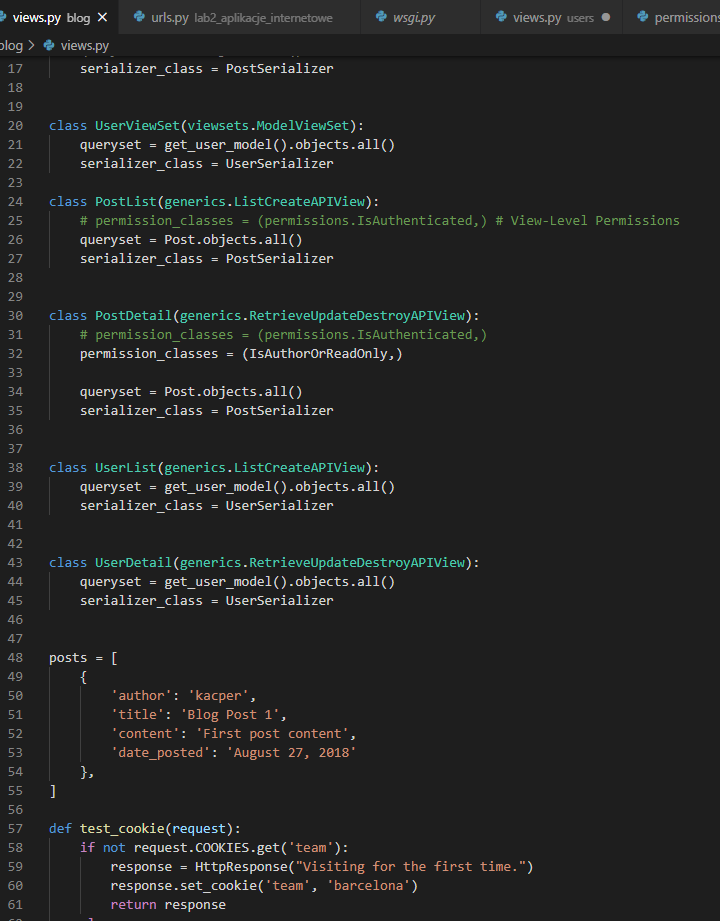 views.py blog urls.py lab2_aplikacje_internetowe wsgi.py views.py users permissions
blog > views.py
17 serializer_class = PostSerializer
18
19
20 class UserViewSet(viewsets.ModelViewSet):
21 queryset = get_user_model().objects.all()
22 serializer_class = UserSerializer
23
24 class PostList(generics.ListCreateAPIView):
25 # permission_classes = (permissions.IsAuthenticated,) # View-Level Permissions
26 queryset = Post.objects.all()
27 serializer_class = PostSerializer
28
29
30 class PostDetail(generics.RetrieveUpdateDestroyAPIView):
31 # permission_classes = (permissions.IsAuthenticated,)
32 permission_classes = (IsAuthorOrReadOnly,)
33
34 queryset = Post.objects.all()
35 serializer_class = PostSerializer
36
37
38 class UserList(generics.ListCreateAPIView):
39 queryset = get_user_model().objects.all()
40 serializer_class = UserSerializer
41
42
43 class UserDetail(generics.RetrieveUpdateDestroyAPIView):
44 queryset = get_user_model().objects.all()
45 serializer_class = UserSerializer
46
47
48 posts = [
49 {
50 'author': 'kacper',
51 'title': 'Blog Post 1',
52 'content': 'First post content',
53 'date_posted': 'August 27, 2018'
54 },
55 ]
56
57 def test_cookie(request):
58 if not request.COOKIES.get('team'):
59 response = HttpResponse("Visiting for the first time.")
60 response.set_cookie('team', 'barcelona')
61 return response